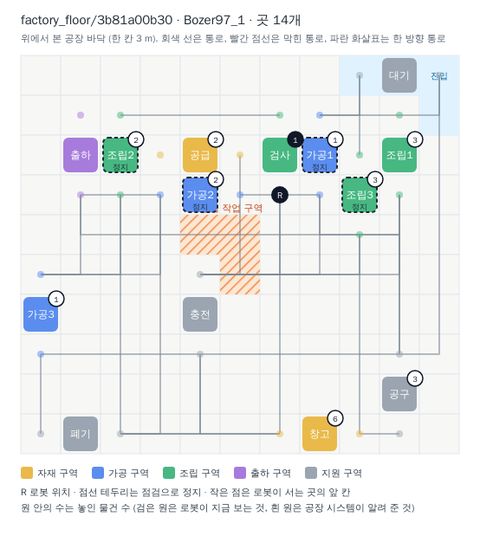 factory_floor/3b81a00b30 · Bozer97_1 · 곳 14개
위에서 본 공장 바닥 (한 칸 3 m). 회색 선은 통로, 빨간 점선은 막힌 통로, 파란 화살표는 한 방향 통로
대기
전립
출하
조립2
정지
2
공급
2
검사
1
가공1
정지
1
조립1
3
가공2
정지
2
작업 구역
R
조립3
정지
3
가공3
1
충전
공구
3
폐기
창고
6
자재 구역 가공 구역 조립 구역 출하 구역 지원 구역
R 로봇 위치 · 점선 테두리는 점검으로 정지 · 작은 점은 로봇이 서는 곳의 앞 칸
원 안의 수는 놓인 물건 수 (검은 원은 로봇이 지금 보는 것, 흰 원은 공장 시스템이 알려 준 것)